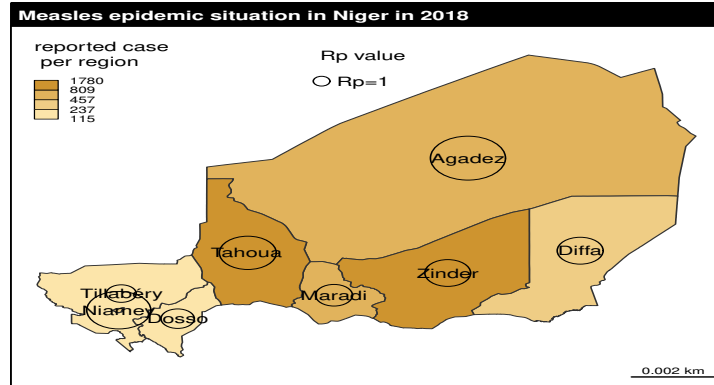 Measles epidemic situation in Niger in 2018
reported case
per region
1780
809
457
237
115
Rp value
Rp=1
Agadez
Tahoua
Diffa
Zinder
Maradi
Tillabéry
Niamey
Dosso
0.002 km